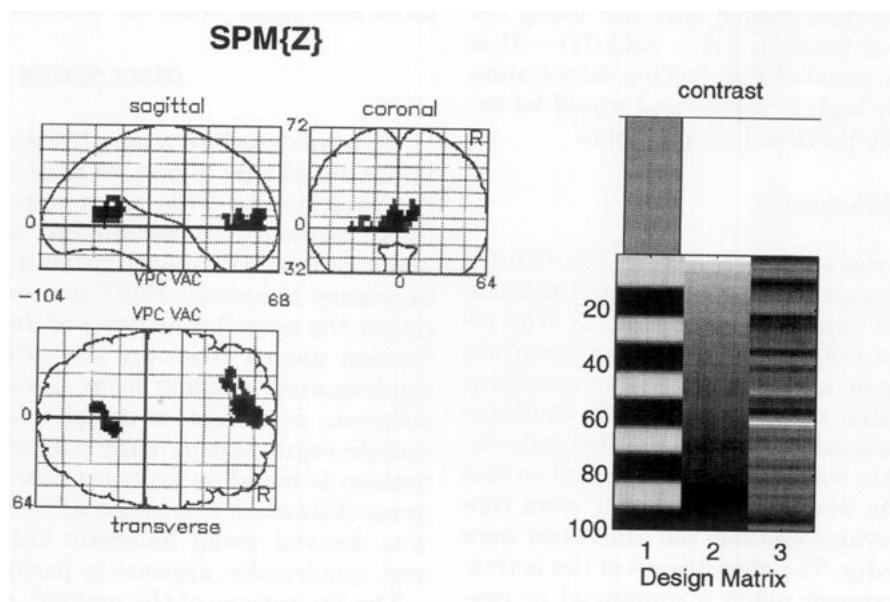 SPM{Z}
sagittal
coronal
72
R
0
0
32
VPC VAC
0
64
-104
68
VPC VAC
0
64
R
transverse
contrast
20
40
60
80
100
1 2 3
Design Matrix